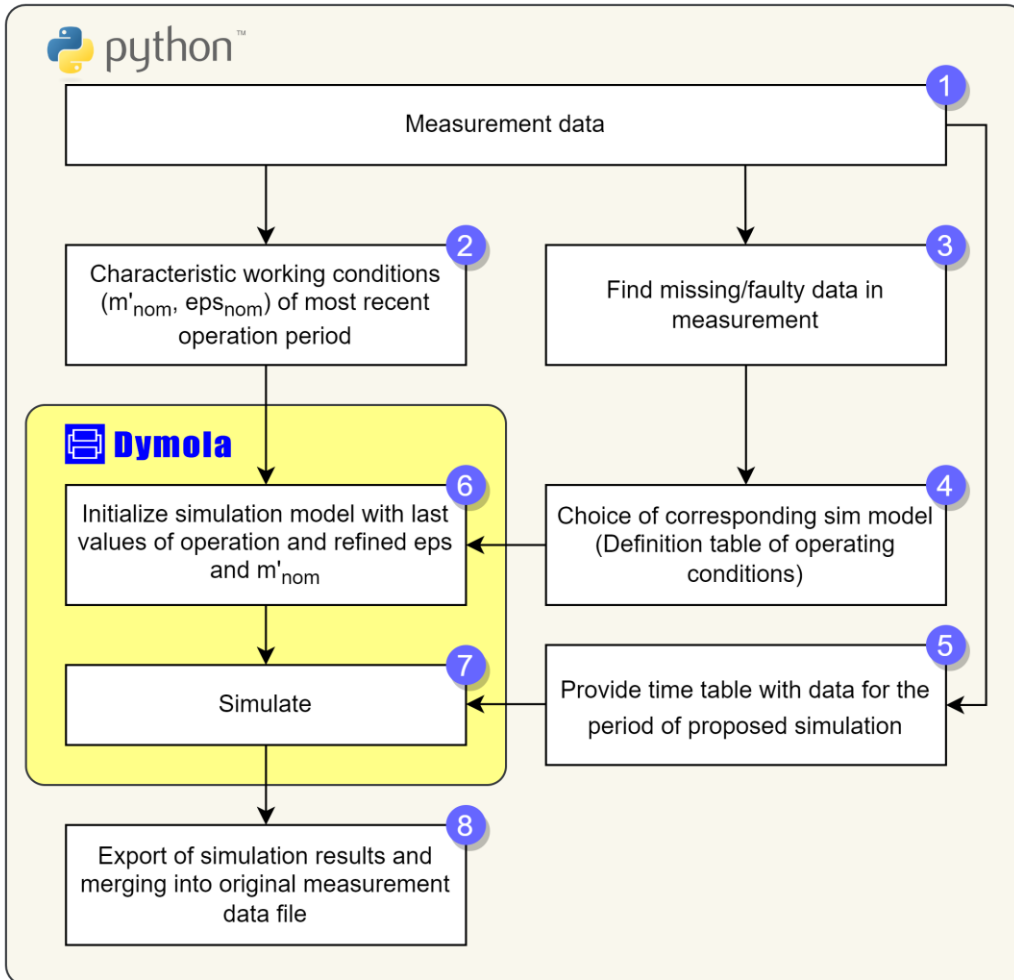 python™
1
Measurement data
2
Characteristic working conditions
(m'nom, epsnom) of most recent
operation period
3
Find missing/faulty data in
measurement
Dymola
6
Initialize simulation model with last
values of operation and refined eps
and m'nom
4
Choice of corresponding sim model
(Definition table of operating
conditions)
7
Simulate
5
Provide time table with data for the
period of proposed simulation
8
Export of simulation results and
merging into original measurement
data file